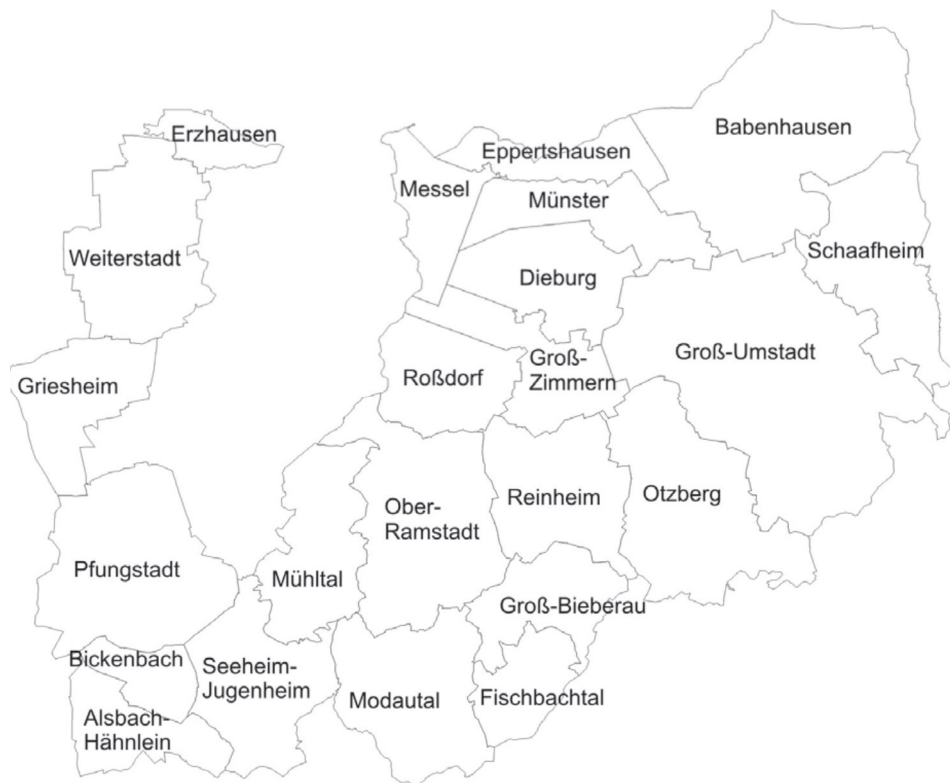 Erzhausen
Babenhausen
Eppertshausen
Messel
Münster
Weiterstadt
Schaafheim
Dieburg
Groß-Umstadt
Groß-
Zimmern
Roßdorf
Griesheim
Reinheim
Otzberg
Ober-
Ramstadt
Pfungstadt
Mühltal
Groß-Bieberau
Bickenbach
Seeheim-
Jugenheim
Modautal
Fischbachtal
Alsbach-
Hähnlein